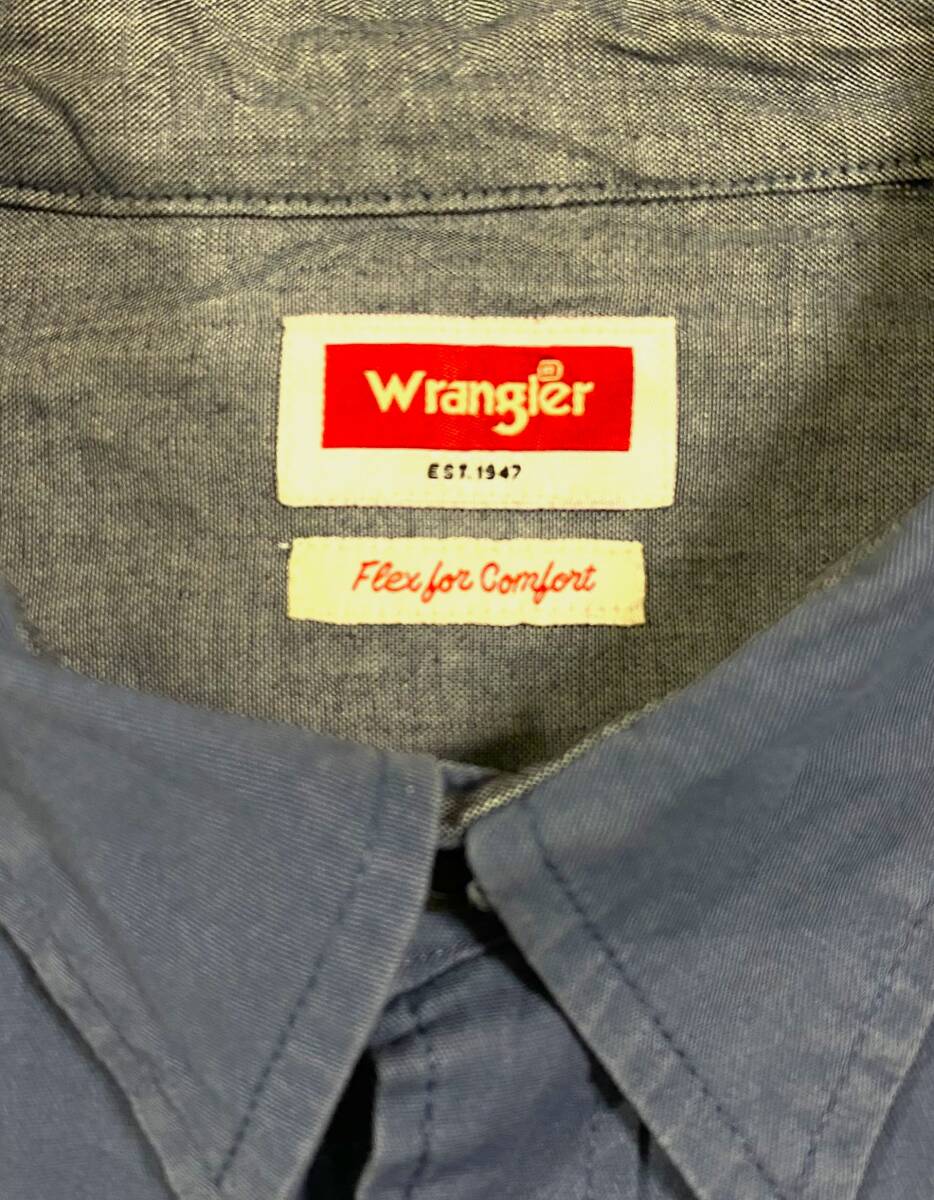 Wrangler
EST. 1947
Flex for Comfort